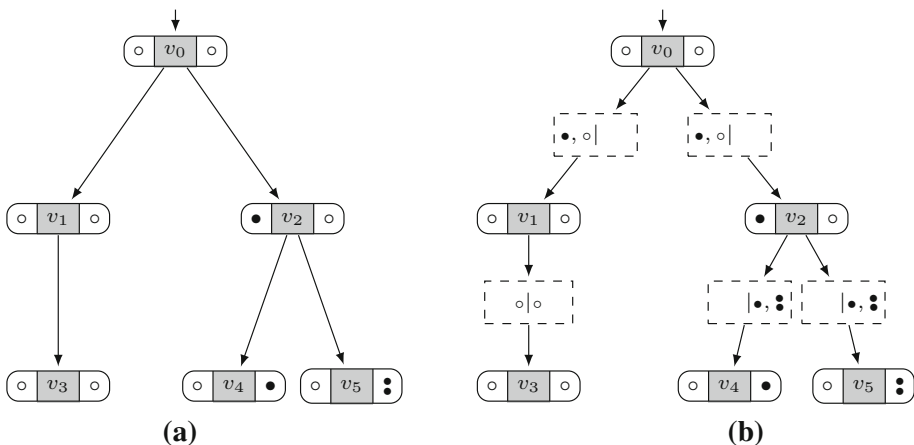 v₀ v₀
v₁ v₂ v₁ v₂
v₃ v₄ v₅ v₃ v₄ v₅
(a) (b)